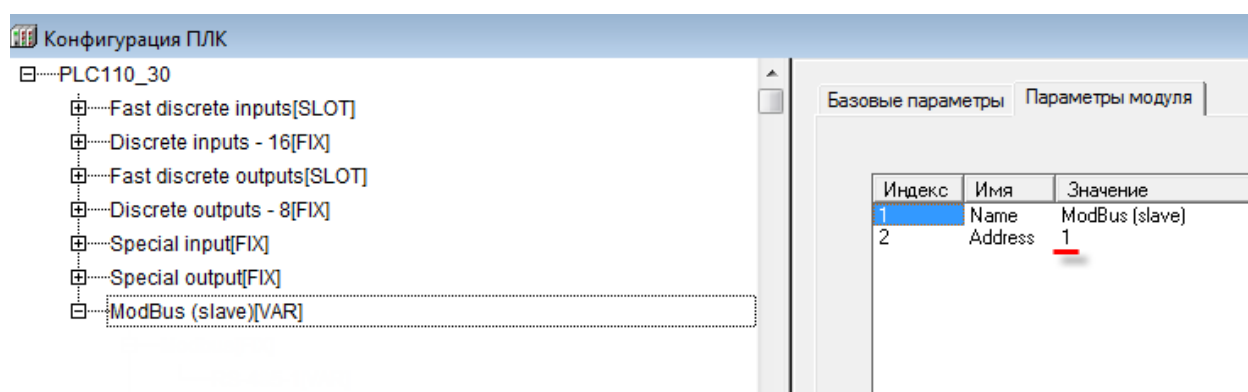 Конфигурация ПЛК
PLC110_30
Fast discrete inputs[SLOT]
Discrete inputs - 16[FIX]
Fast discrete outputs[SLOT]
Discrete outputs - 8[FIX]
Special input[FIX]
Special output[FIX]
ModBus (slave)[VAR]
Базовые параметры Параметры модуля
Индекс Имя Значение
1 Name ModBus (slave)
2 Address 1